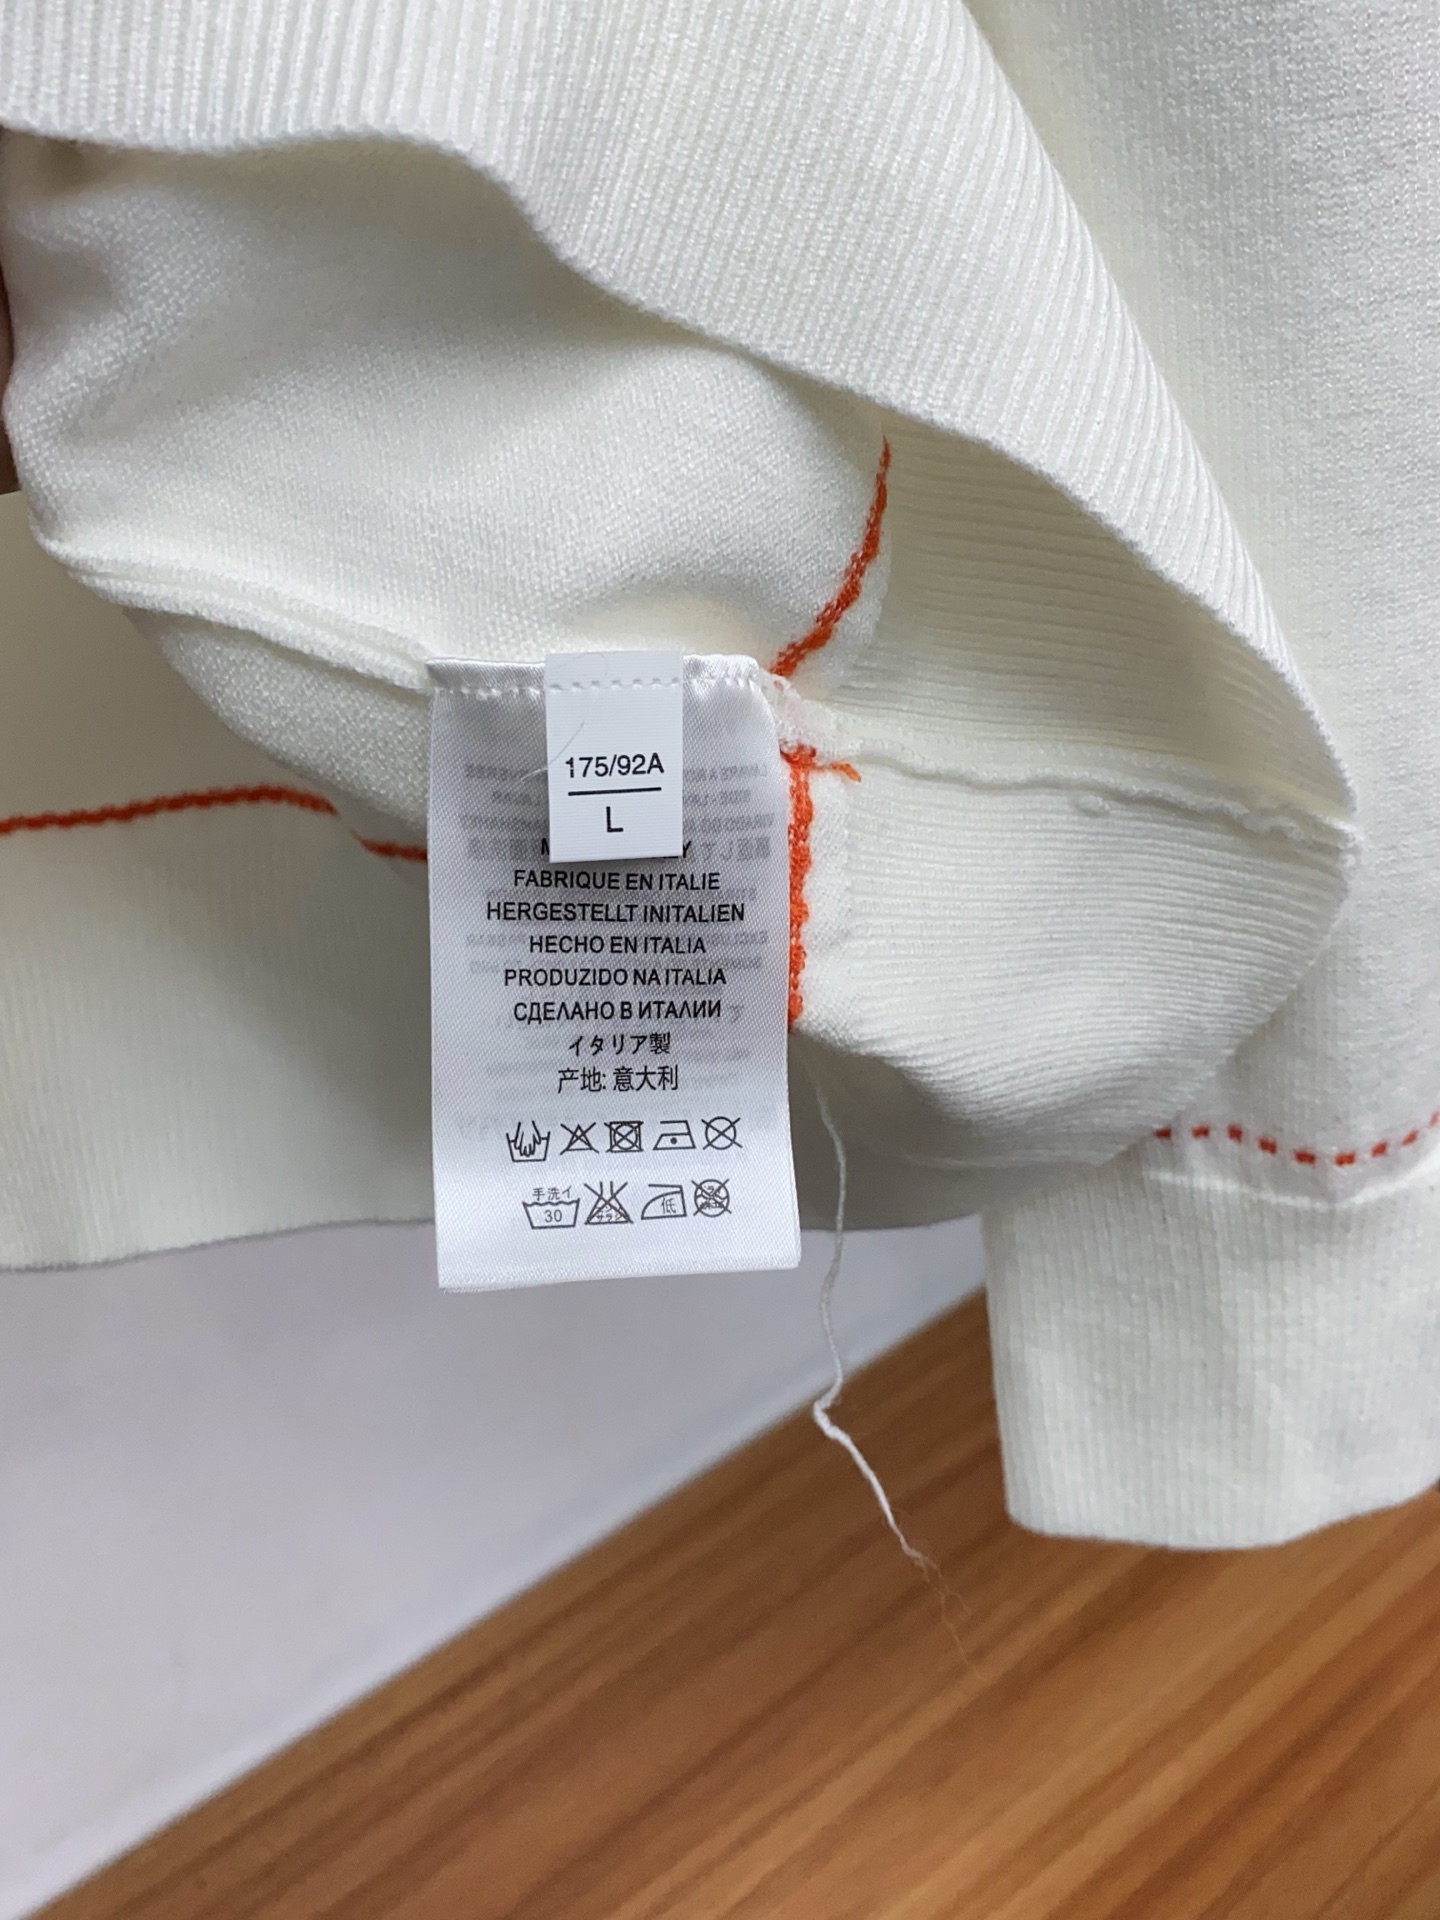 175/92A
L
FABRIQUE EN ITALIE
HERGESTELLT INITALIEN
HECHO EN ITALIA
PRODUZIDO NA ITALIA
СДЕЛАНО В ИТАЛИИ
イタリア製
产地: 意大利
手洗イ
30
低